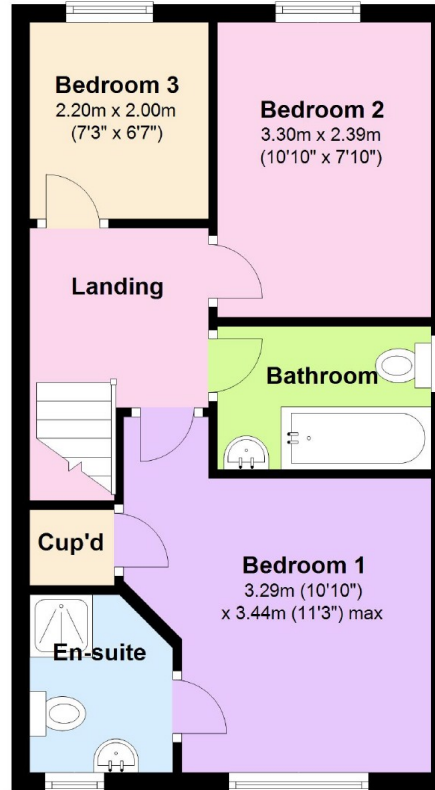 Bedroom 3
2.20m x 2.00m
(7'3" x 6'7")
Bedroom 2
3.30m x 2.39m
(10'10" x 7'10")
Landing
Bathroom
Cup'd
Bedroom 1
3.29m (10'10")
x 3.44m (11'3") max
En-suite